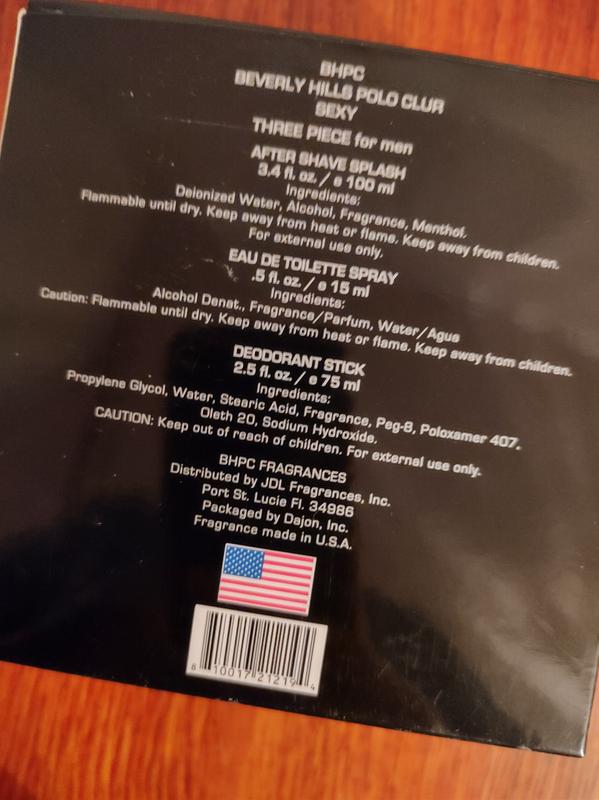 BHPC
BEVERLY HILLS POLO CLUB
SEXY
THREE PIECE for men
AFTER SHAVE SPLASH
3.4 fl. oz. / e 100 ml
Ingredients:
Deionized Water, Alcohol, Fragrance, Menthol.
Flammable until dry. Keep away from heat or flame. Keep away from children.
For external use only.
EAU DE TOILETTE SPRAY
.5 fl. oz. / e 15 ml
Ingredients:
Alcohol Denat., Fragrance/Parfum, Water/Agua
Caution: Flammable until dry. Keep away from heat or flame. Keep away from children.
DEODORANT STICK
2.5 fl. oz. / e 75 ml
Ingredients:
Propylene Glycol, Water, Stearic Acid, Fragrance, Peg-8, Poloxamer 407,
Oleth 20, Sodium Hydroxide.
CAUTION: Keep out of reach of children. For external use only.
BHPC FRAGRANCES
Distributed by JDL Fragrances, Inc.
Port St. Lucie Fl. 34986
Packaged by Dajon, Inc.
Fragrance made in U.S.A.
8 10017 21219 4